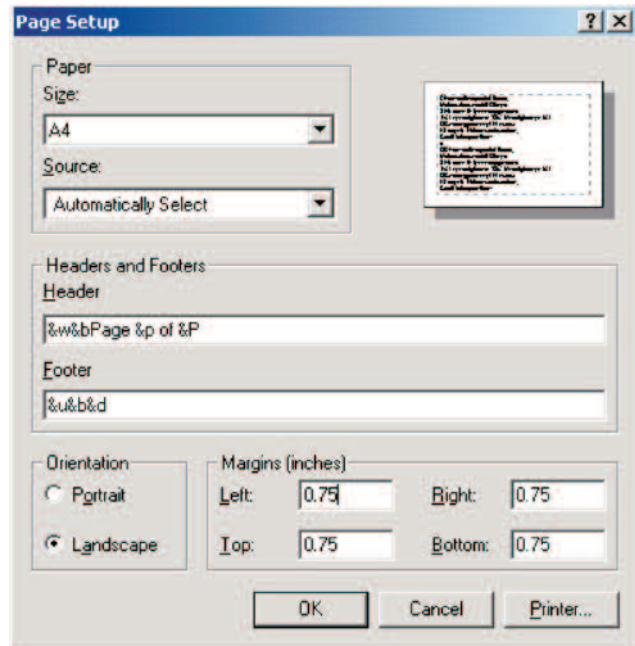 Page Setup
Paper
Size:
A4
Source:
Automatically Select
Headers and Footers
Header
&w&bPage &p of &P
Footer
&u&b&d
Orientation
Portrait
Landscape
Margins (inches)
Left: 0.75 Right: 0.75
Top: 0.75 Bottom: 0.75
OK Cancel Printer...